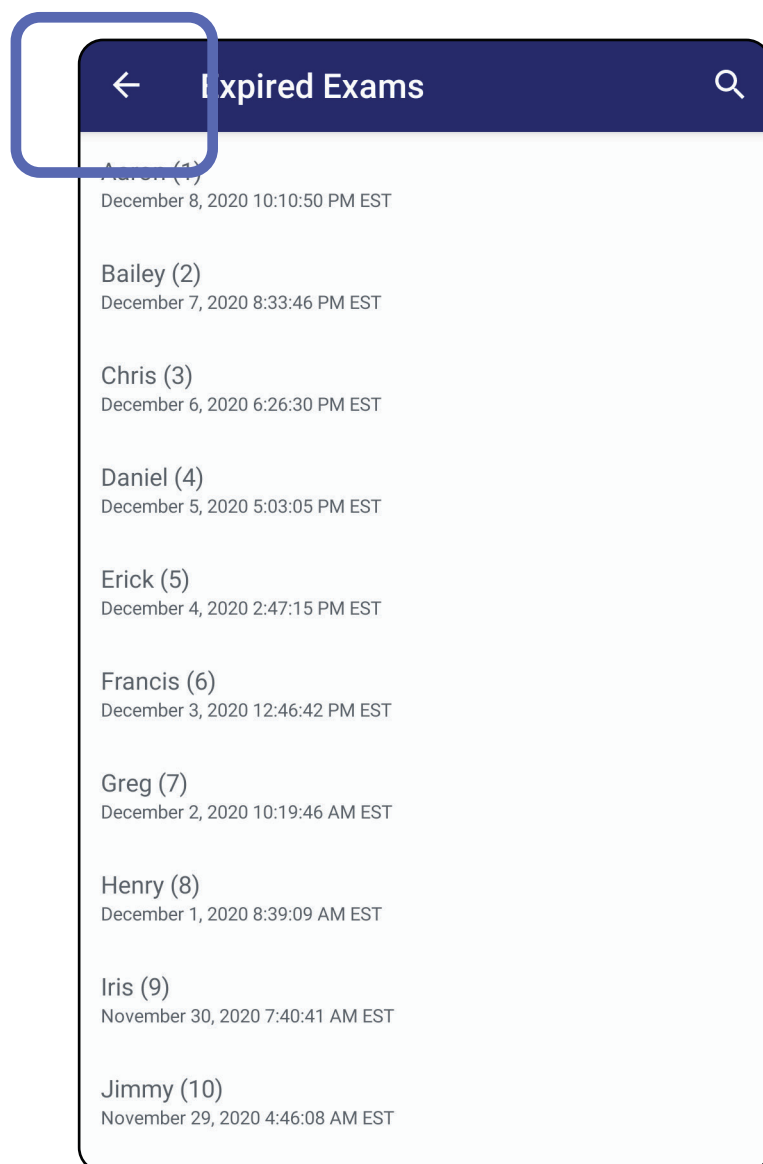 Expired Exams
Aaron (1)
December 8, 2020 10:10:50 PM EST
Bailey (2)
December 7, 2020 8:33:46 PM EST
Chris (3)
December 6, 2020 6:26:30 PM EST
Daniel (4)
December 5, 2020 5:03:05 PM EST
Erick (5)
December 4, 2020 2:47:15 PM EST
Francis (6)
December 3, 2020 12:46:42 PM EST
Greg (7)
December 2, 2020 10:19:46 AM EST
Henry (8)
December 1, 2020 8:39:09 AM EST
Iris (9)
November 30, 2020 7:40:41 AM EST
Jimmy (10)
November 29, 2020 4:46:08 AM EST